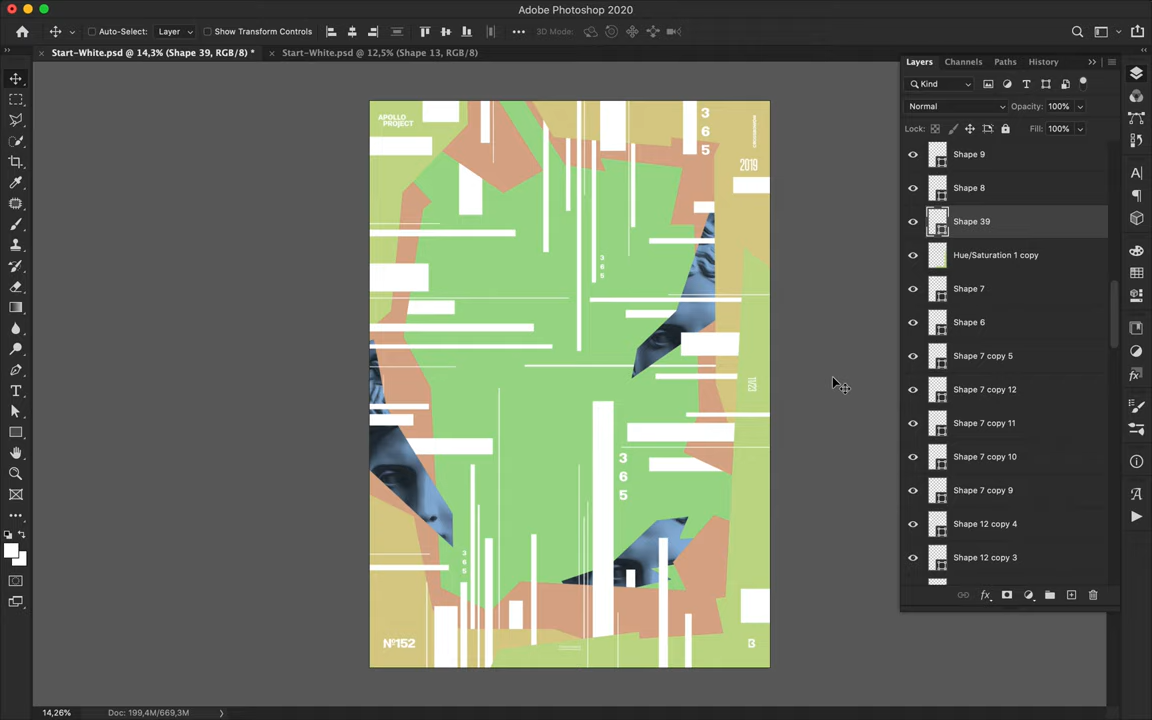 Adobe Photoshop 2020
Auto-Select:
Layer
Show Transform Controls
3D Mode:
Start-White.psd @ 14,3% (Shape 39, RGB/8) *
Start-White.psd @ 12,5% (Shape 13, RGB/8)
Layers
Channels
Paths
History
Kind
Normal
Opacity: 100%
Lock:
Fill: 100%
Shape 9
Shape 8
Shape 39
Hue/Saturation 1 copy
Shape 7
Shape 6
Shape 7 copy 5
Shape 7 copy 12
Shape 7 copy 11
Shape 7 copy 10
Shape 7 copy 9
Shape 12 copy 4
Shape 12 copy 3
APOLLO
PROJECT
3
6
5
2019
3
6
5
3
6
5
3
6
5
Nº152
14,26%
Doc: 199,4M/669,3M